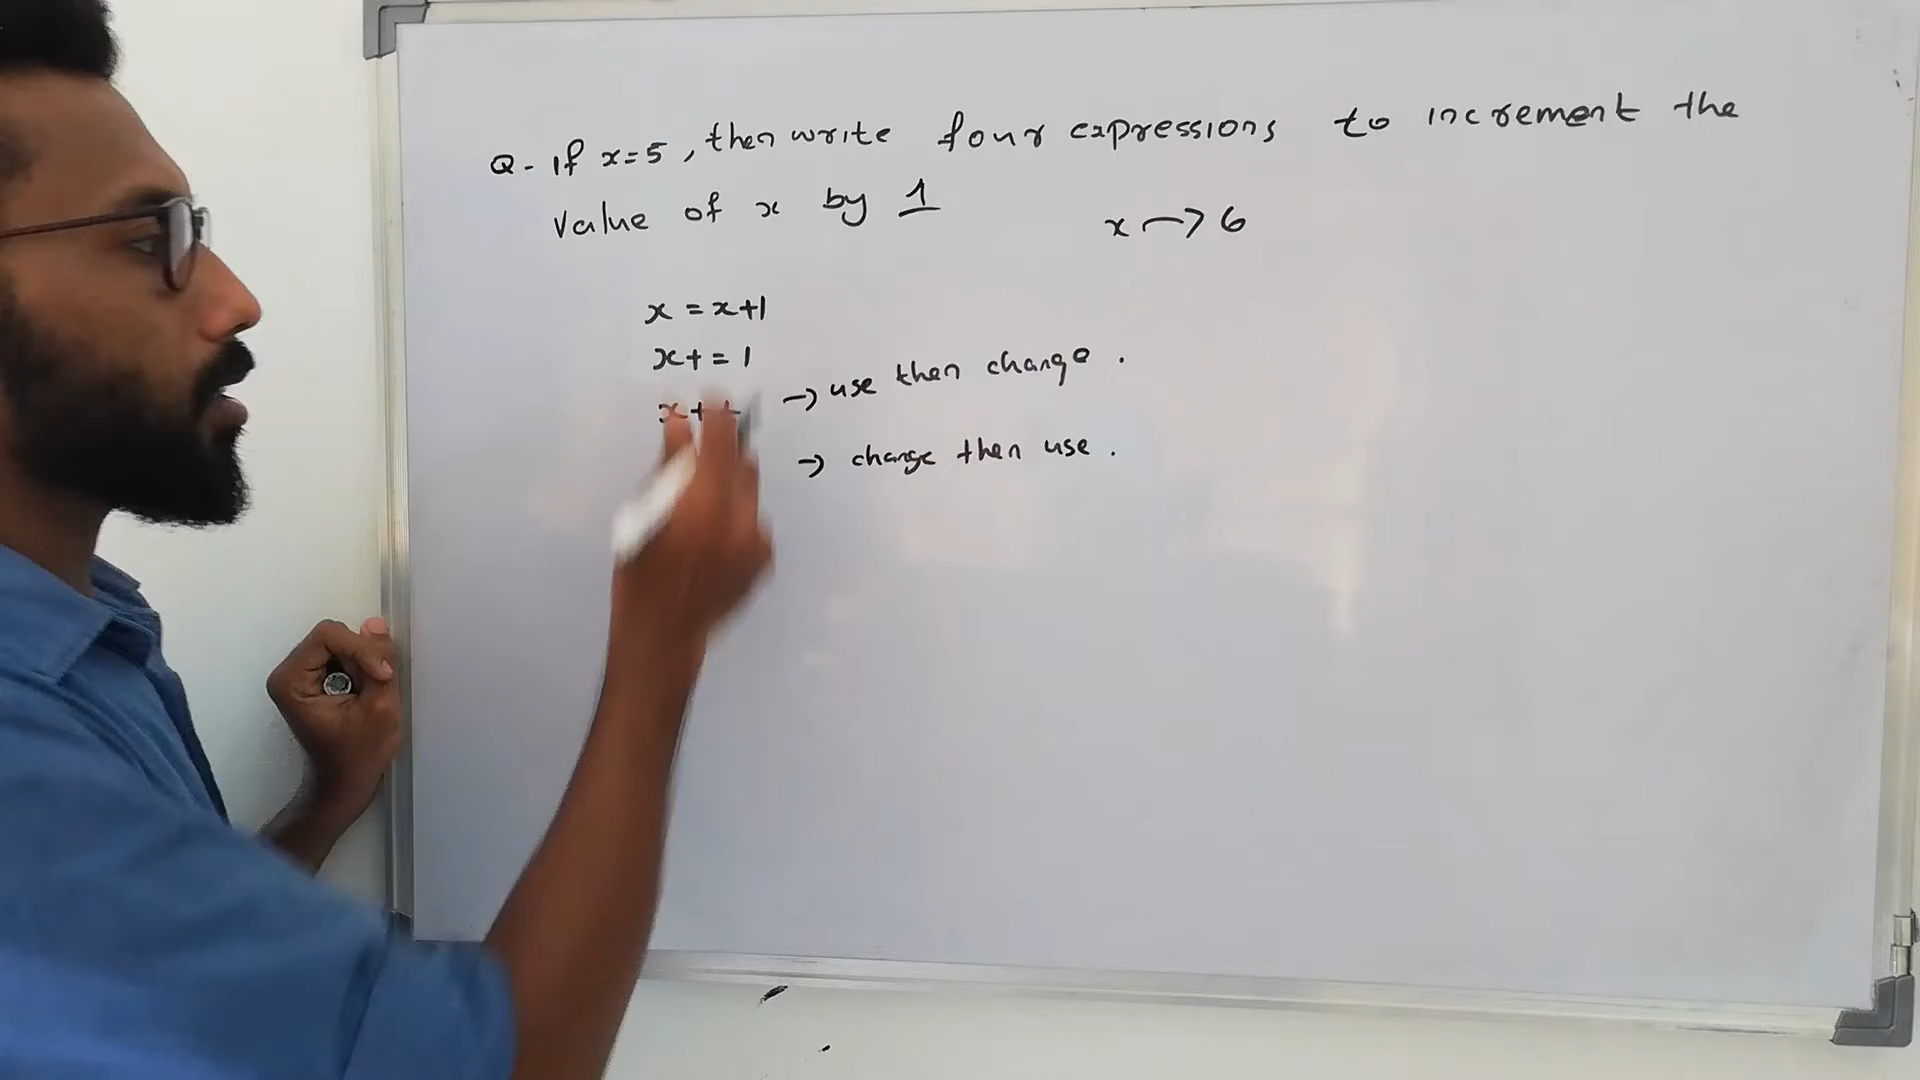 Q - If x=5, then write four expressions to increment the
value of x by 1
x → 6
x = x+1
x+=1
x++ → use then change.
→ change then use.